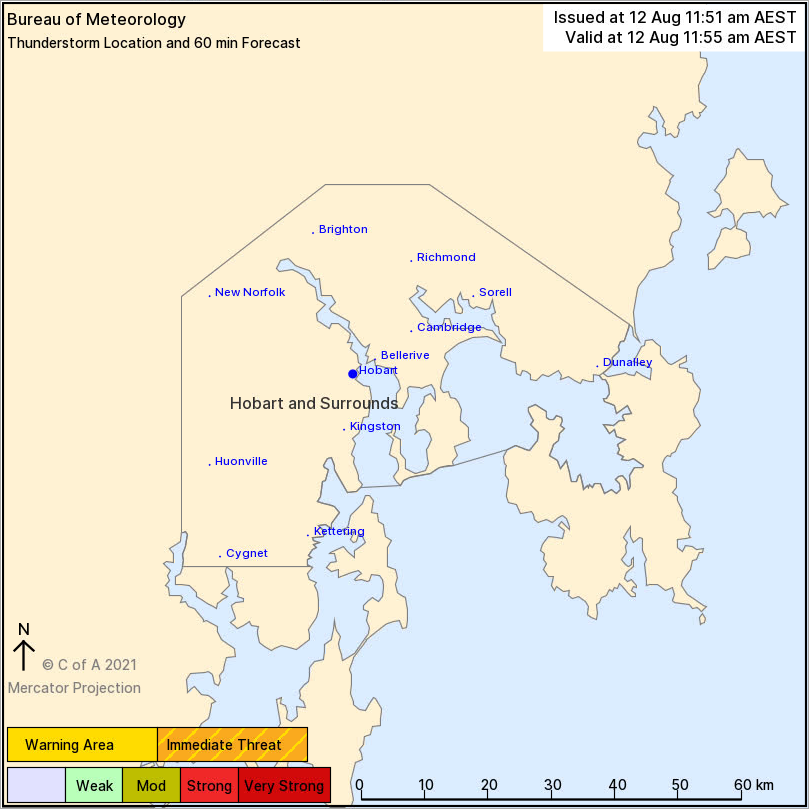 Bureau of Meteorology
Thunderstorm Location and 60 min Forecast
Issued at 12 Aug 11:51 am AEST
Valid at 12 Aug 11:55 am AEST
Brighton
Richmond
New Norfolk
Sorell
Cambridge
Bellerive
Dunalley
Hobart
Hobart and Surrounds
Kingston
Huonville
Kettering
Cygnet
N
© C of A 2021
Mercator Projection
Warning Area
Immediate Threat
Weak
Mod
Strong
Very Strong
0 10 20 30 40 50 60 km